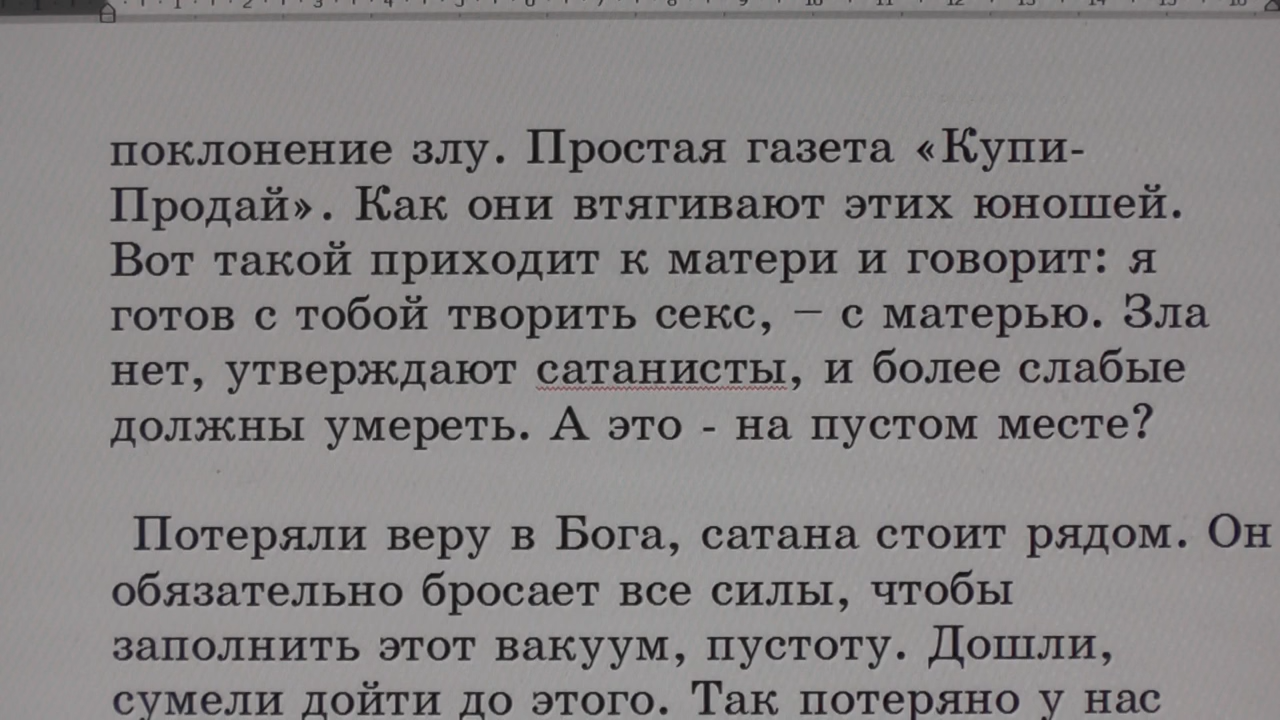 поклонение злу. Простая газета «Купи-
Продай». Как они втягивают этих юношей.
Вот такой приходит к матери и говорит: я
готов с тобой творить секс, – с матерью. Зла
нет, утверждают сатанисты, и более слабые
должны умереть. А это - на пустом месте?
Потеряли веру в Бога, сатана стоит рядом. Он
обязательно бросает все силы, чтобы
заполнить этот вакуум, пустоту. Дошли,
сумели дойти до этого. Так потеряно у нас